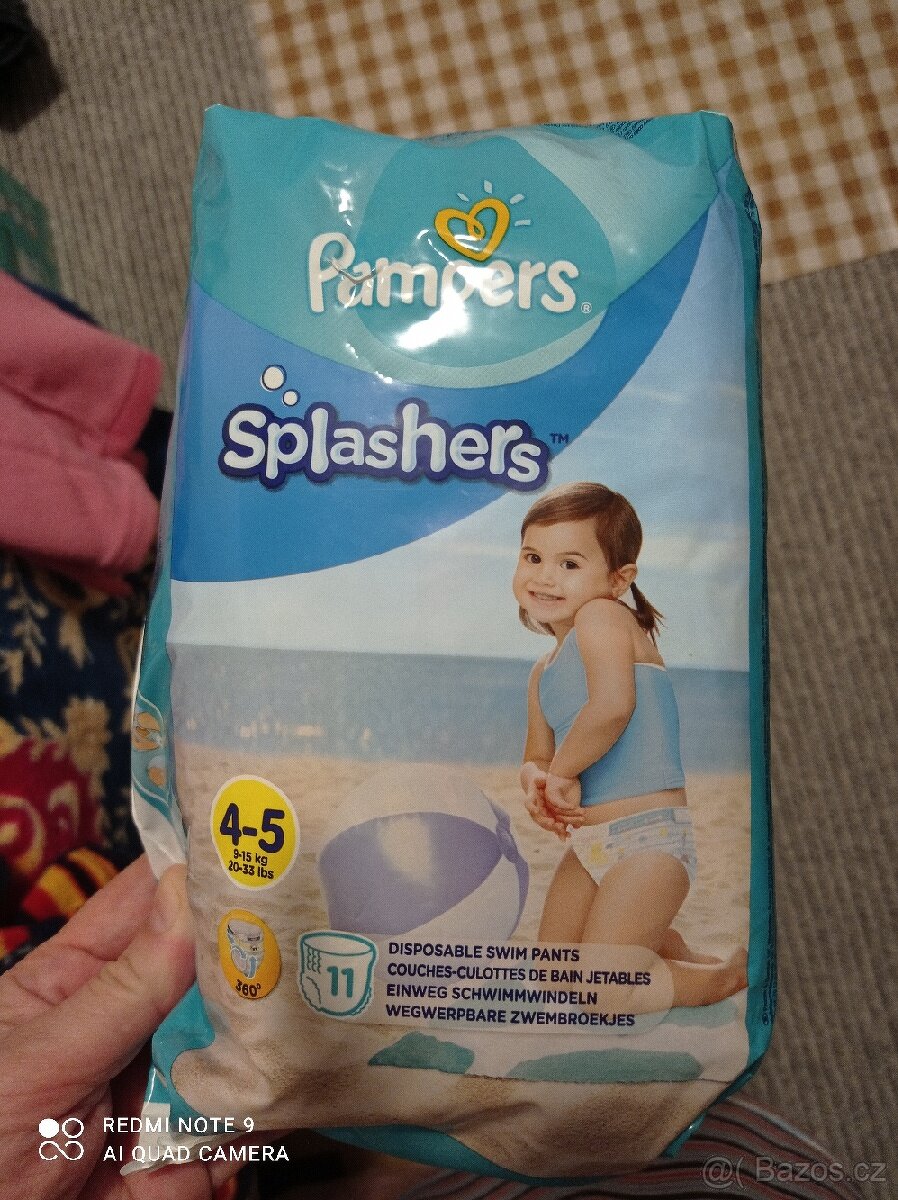 Pampers®
Splashers™
4-5
9-15 kg
20-33 lbs
360°
11
DISPOSABLE SWIM PANTS
COUCHES-CULOTTES DE BAIN JETABLES
EINWEG SCHWIMMWINDELN
WEGWERPBARE ZWEMBROEKJES
REDMI NOTE 9
AI QUAD CAMERA
@( Bazos.cz